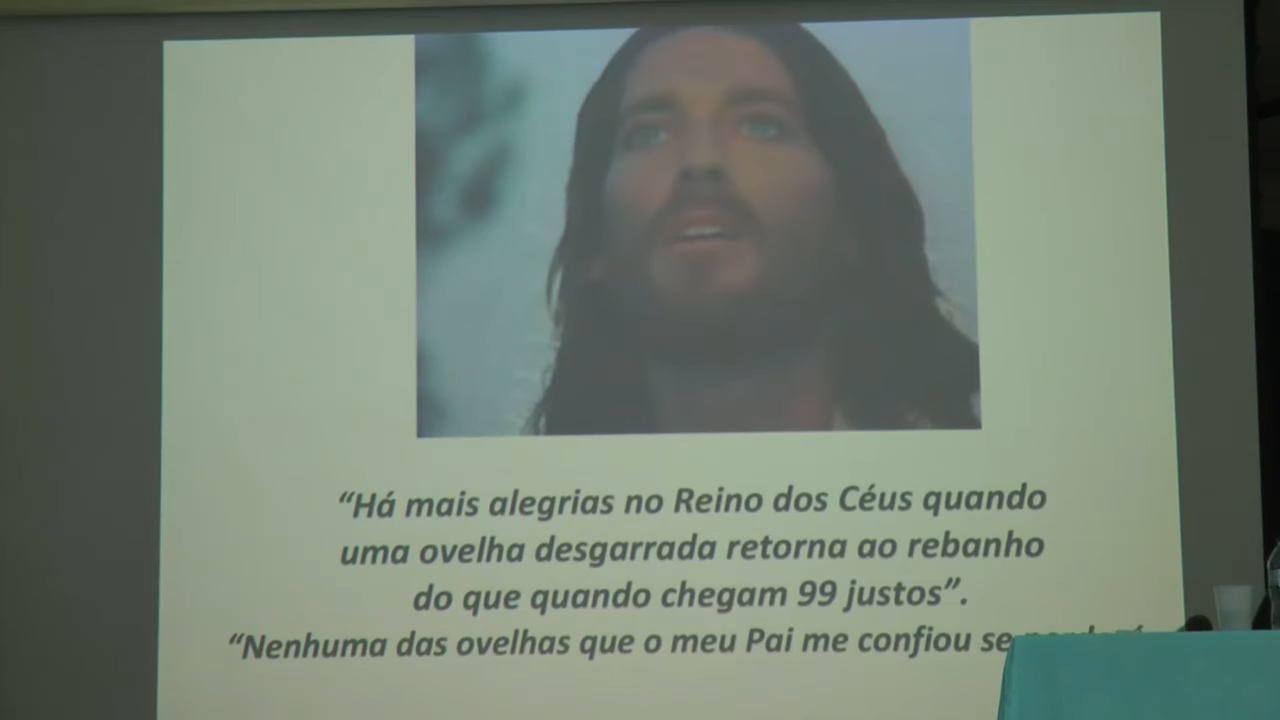 “Há mais alegrias no Reino dos Céus quando
uma ovelha desgarrada retorna ao rebanho
do que quando chegam 99 justos”.
“Nenhuma das ovelhas que o meu Pai me confiou se